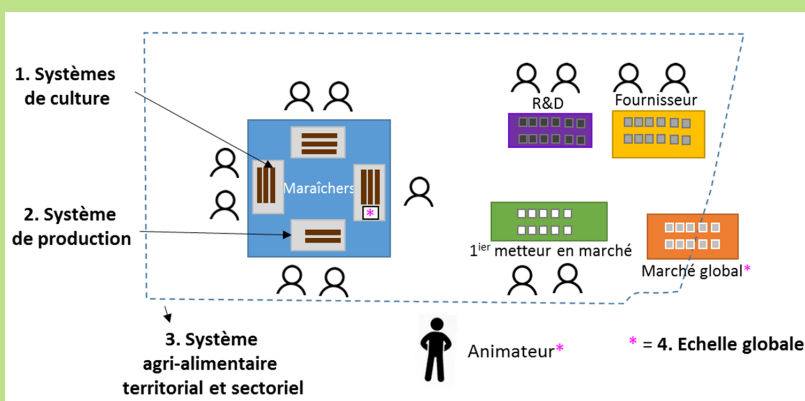 1. Systèmes
de culture
2. Système
de production
3. Système
agri-alimentaire
territorial et sectoriel
Maraîchers
*
R&D
Fournisseur
1ier metteur en marché
Marché global*
Animateur*
* = 4. Echelle globale